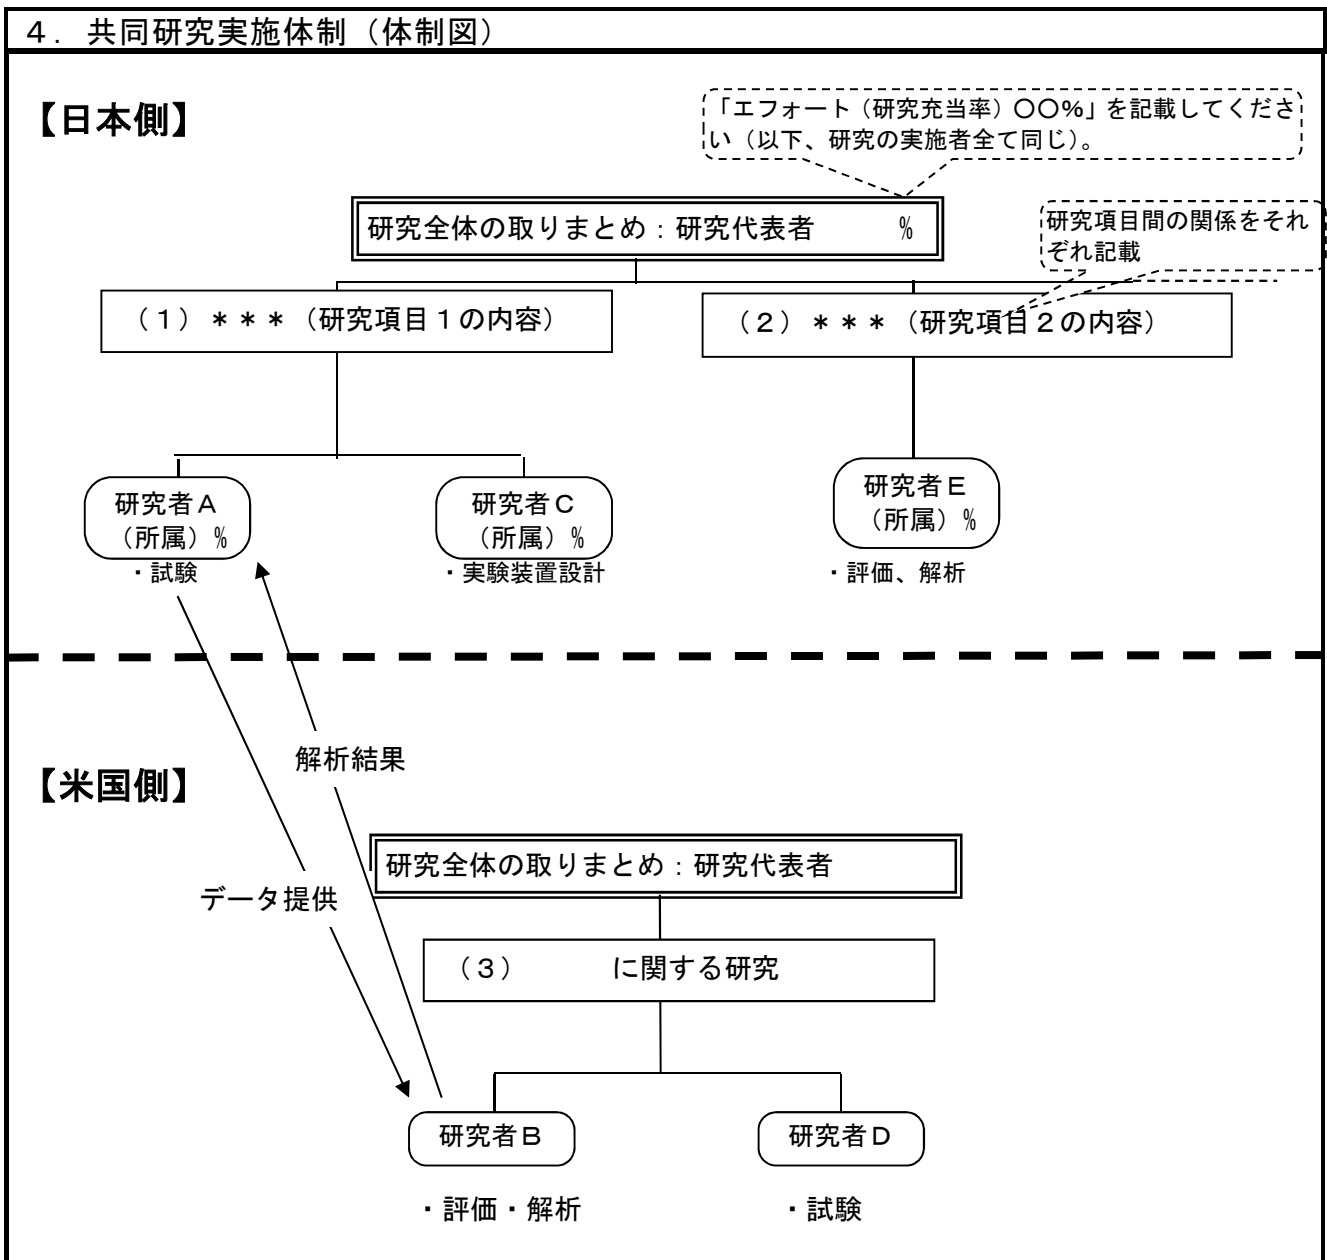 ４．共同研究実施体制（体制図）
【日本側】
「エフォート（研究充当率）〇〇％」を記載してくださ
い（以下、研究の実施者全て同じ）。
研究全体の取りまとめ：研究代表者　　　％
研究項目間の関係をそれ
ぞれ記載
（１）＊＊＊（研究項目１の内容）
（２）＊＊＊（研究項目２の内容）
研究者Ａ
（所属）％
・試験
研究者Ｃ
（所属）％
・実験装置設計
研究者Ｅ
（所属）％
・評価、解析
解析結果
【米国側】
データ提供
研究全体の取りまとめ：研究代表者
（３）　　　に関する研究
研究者Ｂ
研究者Ｄ
・評価・解析
・試験